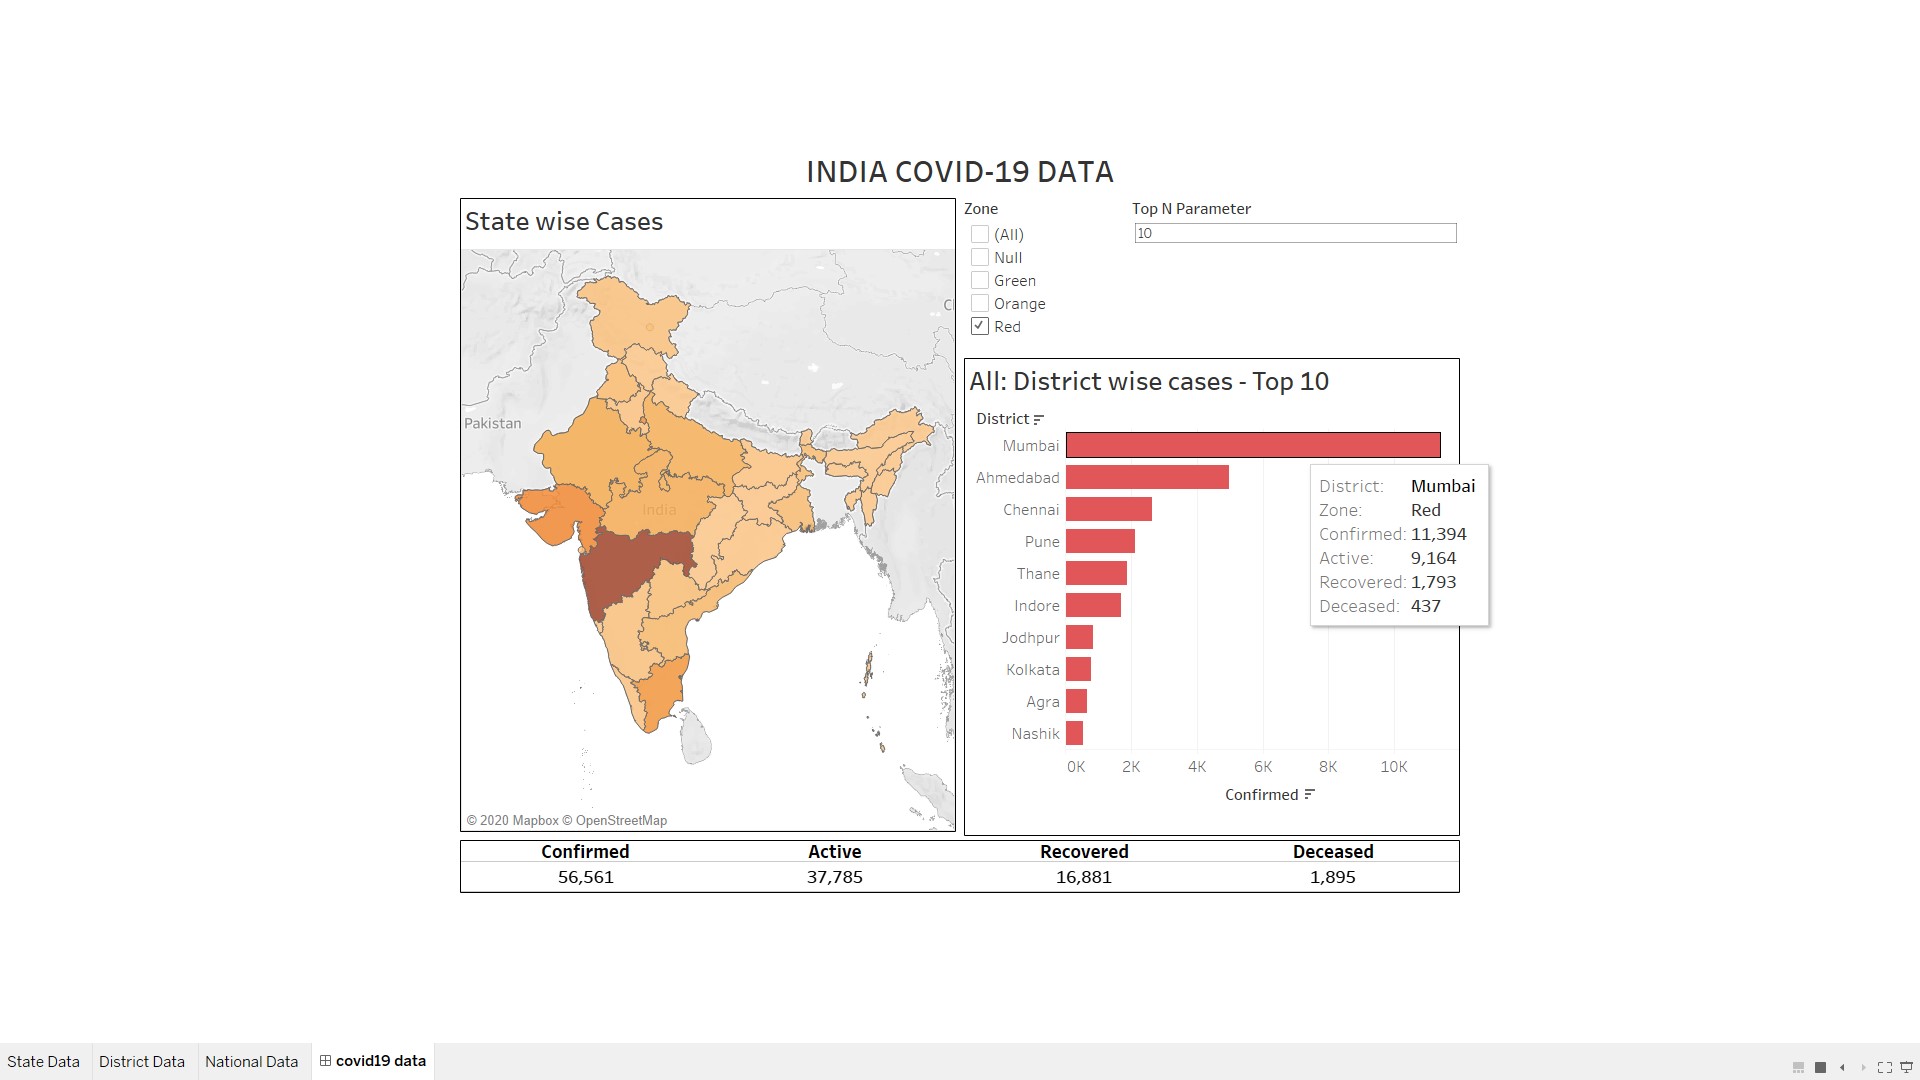 INDIA COVID-19 DATA
State wise Cases
Pakistan
India
© 2020 Mapbox © OpenStreetMap
Zone
(All)
Null
Green
Orange
Red
Top N Parameter
10
All: District wise cases - Top 10
District
Mumbai
Ahmedabad
Chennai
Pune
Thane
Indore
Jodhpur
Kolkata
Agra
Nashik
0K 2K 4K 6K 8K 10K
Confirmed
District: Mumbai
Zone: Red
Confirmed: 11,394
Active: 9,164
Recovered: 1,793
Deceased: 437
Confirmed Active Recovered Deceased
56,561 37,785 16,881 1,895
State Data District Data National Data covid19 data